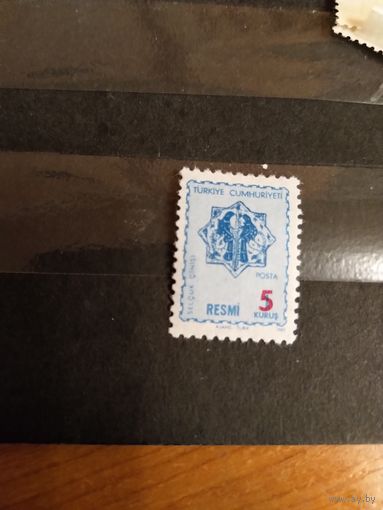 TÜRKİYE CUMHURİYETİ
SELÇUK ÇİNİSİ
POSTA
5
RESMİ
KURUŞ